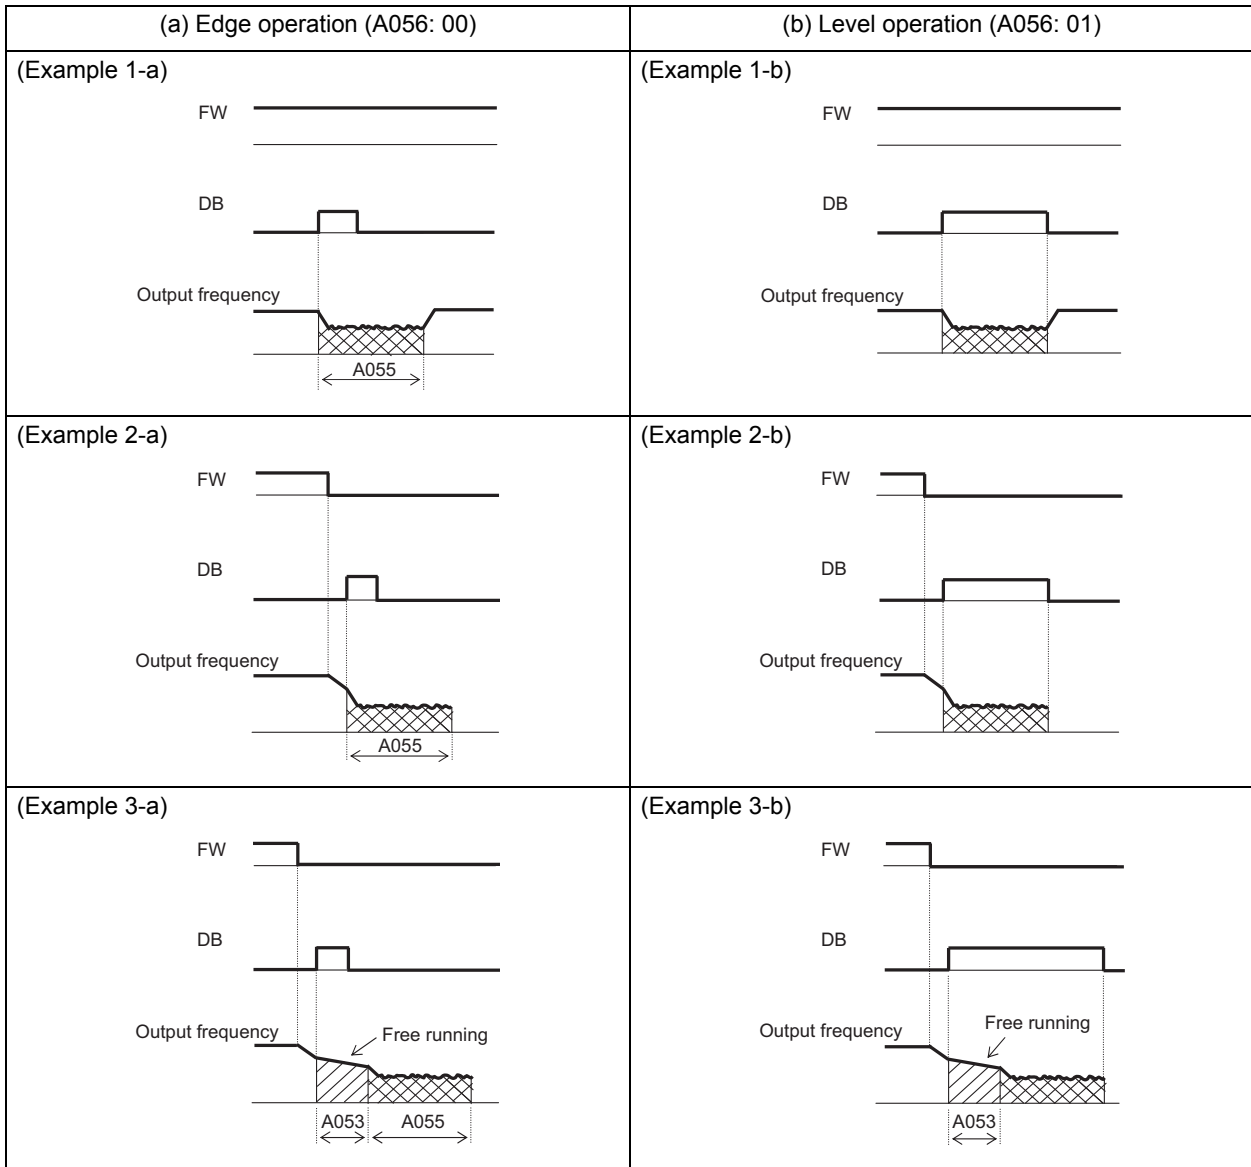 (a) Edge operation (A056: 00)
(b) Level operation (A056: 01)
(Example 1-a)
FW
DB
Output frequency
A055
(Example 1-b)
FW
DB
Output frequency
(Example 2-a)
FW
DB
Output frequency
A055
(Example 2-b)
FW
DB
Output frequency
(Example 3-a)
FW
DB
Output frequency
Free running
A053
A055
(Example 3-b)
FW
DB
Output frequency
Free running
A053